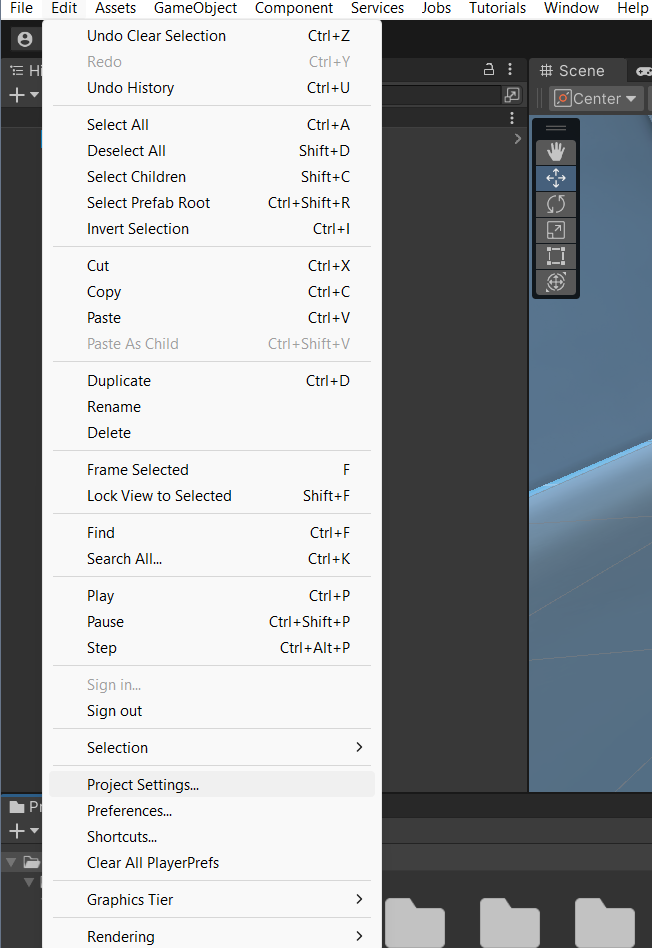 File Edit Assets GameObject Component Services Jobs Tutorials Window Help
Undo Clear Selection Ctrl+Z
Redo Ctrl+Y
Undo History Ctrl+U
Select All Ctrl+A
Deselect All Shift+D
Select Children Shift+C
Select Prefab Root Ctrl+Shift+R
Invert Selection Ctrl+I
Cut Ctrl+X
Copy Ctrl+C
Paste Ctrl+V
Paste As Child Ctrl+Shift+V
Duplicate Ctrl+D
Rename
Delete
Frame Selected F
Lock View to Selected Shift+F
Find Ctrl+F
Search All... Ctrl+K
Play Ctrl+P
Pause Ctrl+Shift+P
Step Ctrl+Alt+P
Sign in...
Sign out
Selection
Project Settings...
Preferences...
Shortcuts...
Clear All PlayerPrefs
Graphics Tier
Rendering
Hi
Scene
Center
Pr